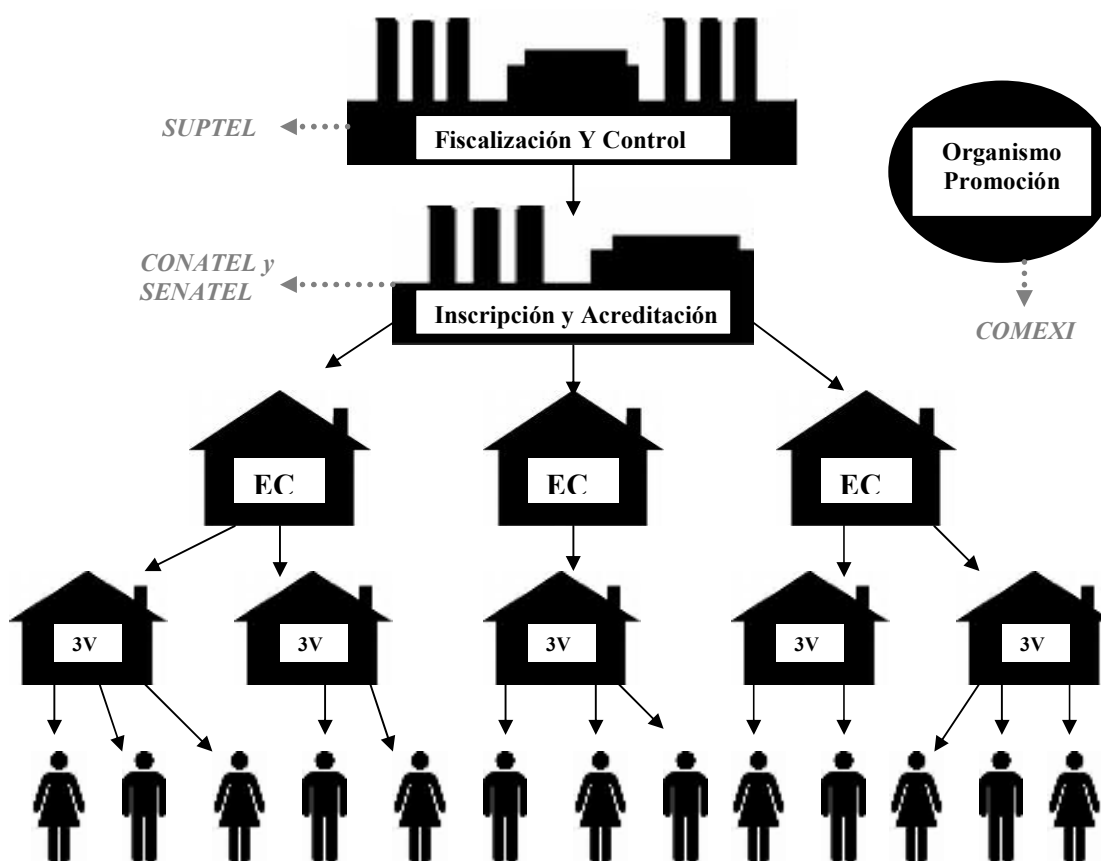 SUPTEL
Fiscalización Y Control
Organismo
Promoción
CONATEL y
SENATEL
Inscripción y Acreditación
COMEXI
EC
EC
EC
3V
3V
3V
3V
3V